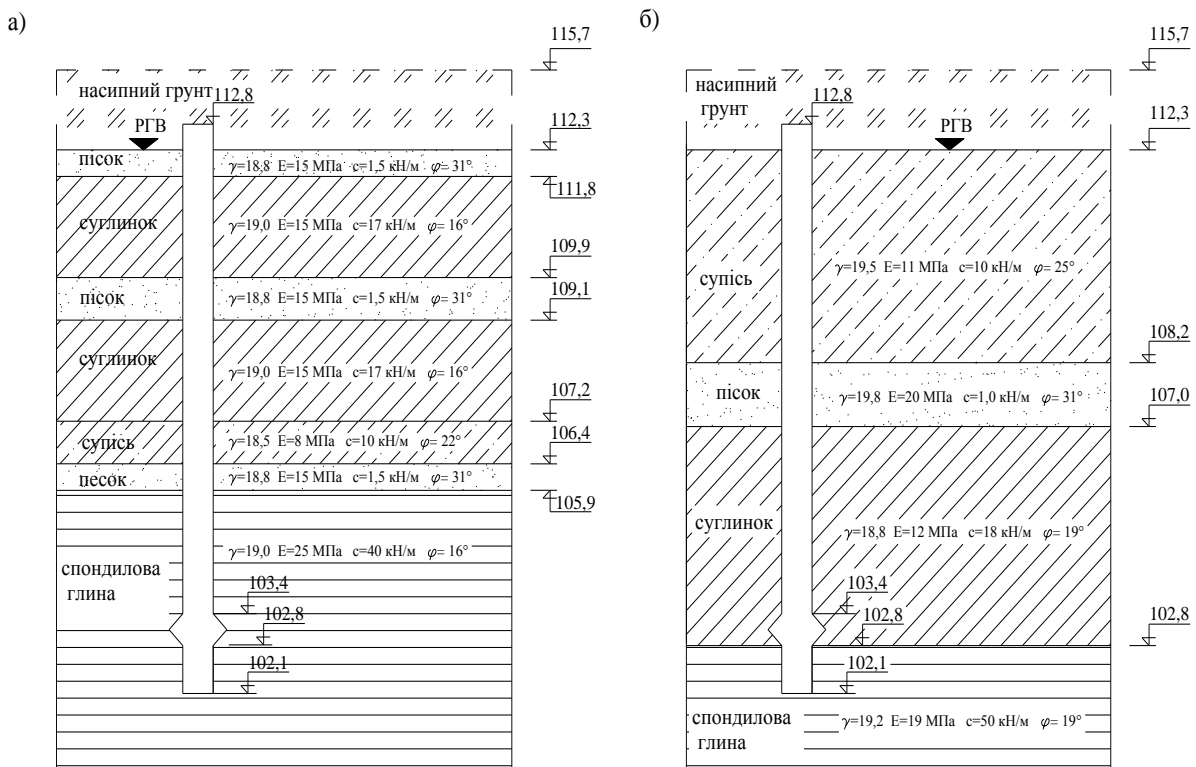 а)
115,7
насипний грунт
112,8
РГВ
112,3
пісок
γ=18,8 E=15 МПа c=1,5 кН/м φ= 31°
111,8
суглинок
γ=19,0 E=15 МПа c=17 кН/м φ= 16°
109,9
пісок
γ=18,8 E=15 МПа c=1,5 кН/м φ= 31°
109,1
суглинок
γ=19,0 E=15 МПа c=17 кН/м φ= 16°
107,2
супісь
γ=18,5 E=8 МПа c=10 кН/м φ= 22°
106,4
песок
γ=18,8 E=15 МПа c=1,5 кН/м φ= 31°
105,9
γ=19,0 E=25 МПа c=40 кН/м φ= 16°
спондилова
глина
103,4
102,8
102,1
б)
115,7
насипний
грунт
112,8
РГВ
112,3
супісь
γ=19,5 E=11 МПа c=10 кН/м φ= 25°
108,2
пісок
γ=19,8 E=20 МПа c=1,0 кН/м φ= 31°
107,0
суглинок
γ=18,8 E=12 МПа c=18 кН/м φ= 19°
103,4
102,8
102,8
102,1
спондилова
глина
γ=19,2 E=19 МПа c=50 кН/м φ= 19°